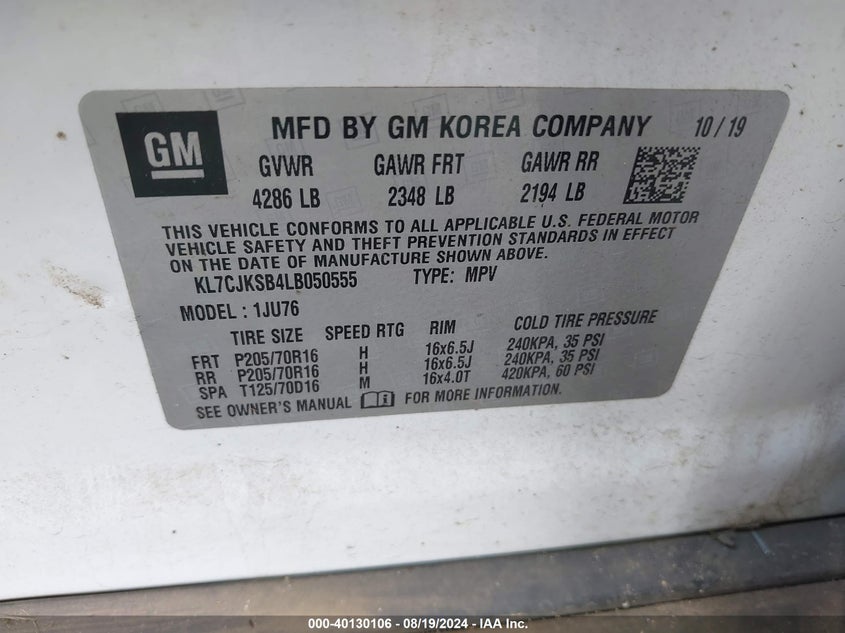 GM
MFD BY GM KOREA COMPANY 10/19
GVWR GAWR FRT GAWR RR
4286 LB 2348 LB 2194 LB
THIS VEHICLE CONFORMS TO ALL APPLICABLE U.S. FEDERAL MOTOR
VEHICLE SAFETY AND THEFT PREVENTION STANDARDS IN EFFECT
ON THE DATE OF MANUFACTURE SHOWN ABOVE.
KL7CJKSB4LB050555 TYPE: MPV
MODEL : 1JU76
TIRE SIZE SPEED RTG RIM COLD TIRE PRESSURE
FRT P205/70R16 H 16x6.5J 240KPA, 35 PSI
RR P205/70R16 H 16x6.5J 240KPA, 35 PSI
SPA T125/70D16 M 16x4.0T 420KPA, 60 PSI
SEE OWNER'S MANUAL FOR MORE INFORMATION.
000-40130106 - 08/19/2024 - IAA Inc.